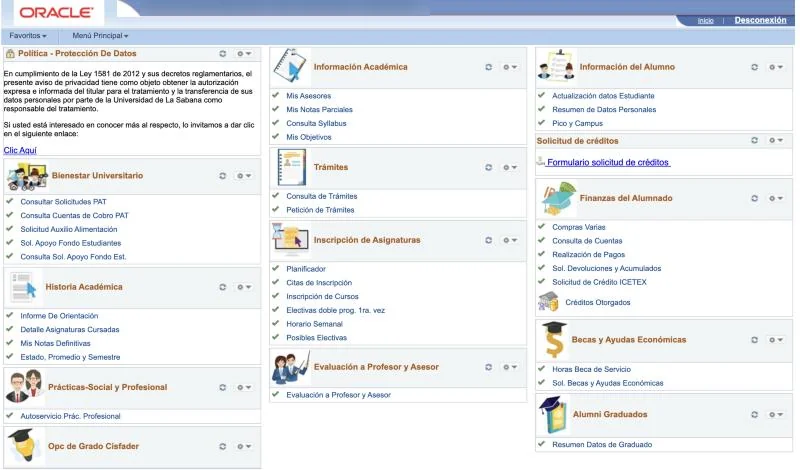 ORACLE®
Inicio | Desconexión
Favoritos Menú Principal
Política - Protección De Datos
En cumplimiento de la Ley 1581 de 2012 y sus decretos reglamentarios, el
presente aviso de privacidad tiene como objeto obtener la autorización
expresa e informada del titular para el tratamiento y la transferencia de sus
datos personales por parte de la Universidad de La Sabana como
responsable del tratamiento.
Si usted está interesado en conocer más al respecto, lo invitamos a dar clic
en el siguiente enlace:
Clic Aquí
Bienestar Universitario
Consultar Solicitudes PAT
Consulta Cuentas de Cobro PAT
Solicitud Auxilio Alimentación
Sol. Apoyo Fondo Estudiantes
Consulta Sol. Apoyo Fondo Est.
Historia Académica
Informe De Orientación
Detalle Asignaturas Cursadas
Mis Notas Definitivas
Estado, Promedio y Semestre
Prácticas-Social y Profesional
Autoservicio Prác. Profesional
Opc de Grado Cisfader
Información Académica
Mis Asesores
Mis Notas Parciales
Consulta Syllabus
Mis Objetivos
Trámites
Consulta de Trámites
Petición de Trámites
Inscripción de Asignaturas
Planificador
Citas de Inscripción
Inscripción de Cursos
Electivas doble prog. 1ra. vez
Horario Semanal
Posibles Electivas
Evaluación a Profesor y Asesor
Evaluación a Profesor y Asesor
Información del Alumno
Actualización datos Estudiante
Resumen de Datos Personales
Pico y Campus
Solicitud de créditos
Formulario solicitud de créditos
Finanzas del Alumnado
Compras Varias
Consulta de Cuentas
Realización de Pagos
Sol. Devoluciones y Acumulados
Solicitud de Crédito ICETEX
Créditos Otorgados
Becas y Ayudas Económicas
Horas Beca de Servicio
Sol. Becas y Ayudas Económicas
Alumni Graduados
Resumen Datos de Graduado